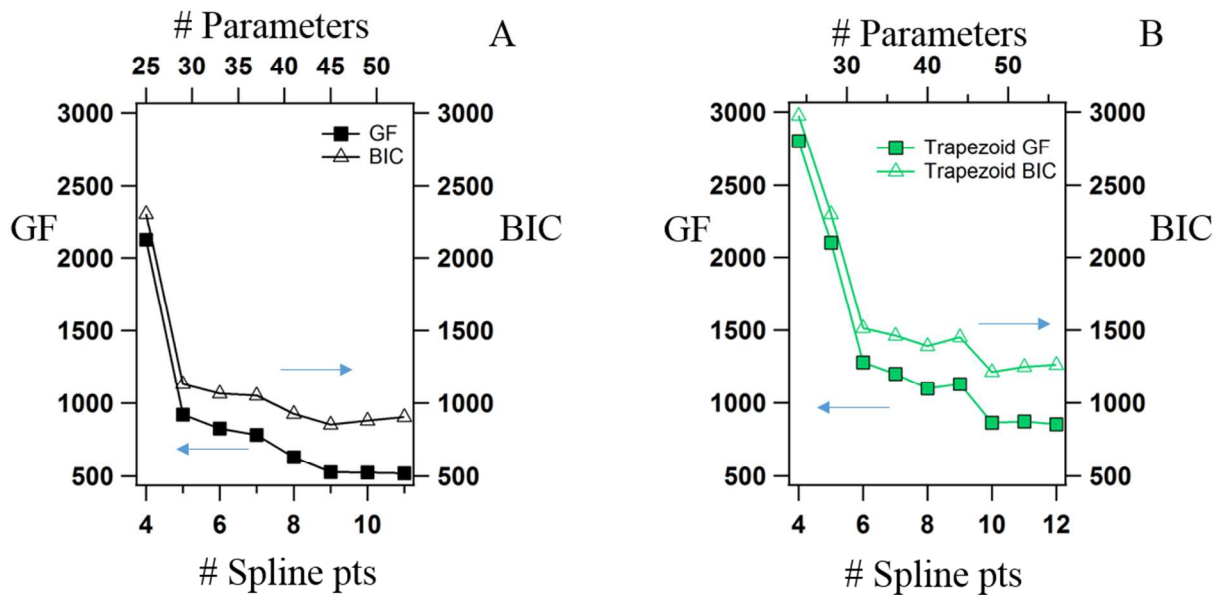 # Parameters
A
25 30 35 40 45 50
3000
2500
2000
1500
1000
500
GF
GF
BIC
3000
2500
2000
1500
1000
500
BIC
4 6 8 10
# Spline pts
# Parameters
B
30 40 50
3000
2500
2000
1500
1000
500
GF
Trapezoid GF
Trapezoid BIC
3000
2500
2000
1500
1000
500
BIC
4 6 8 10 12
# Spline pts